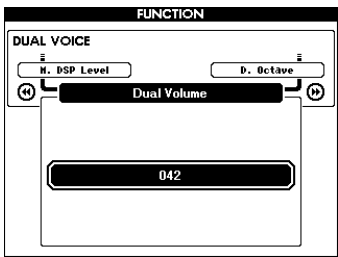 FUNCTION
DUAL VOICE
M. DSP Level
D. Octave
Dual Volume
042